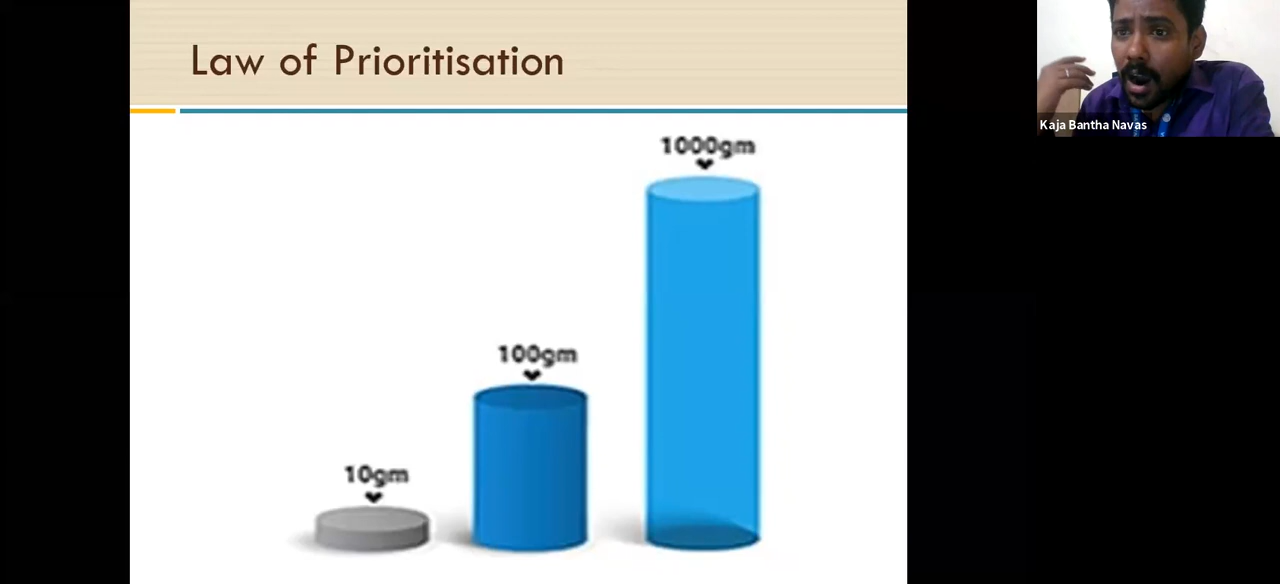 Law of Prioritisation
1000gm
100gm
10gm
Kaja Bantha Navas